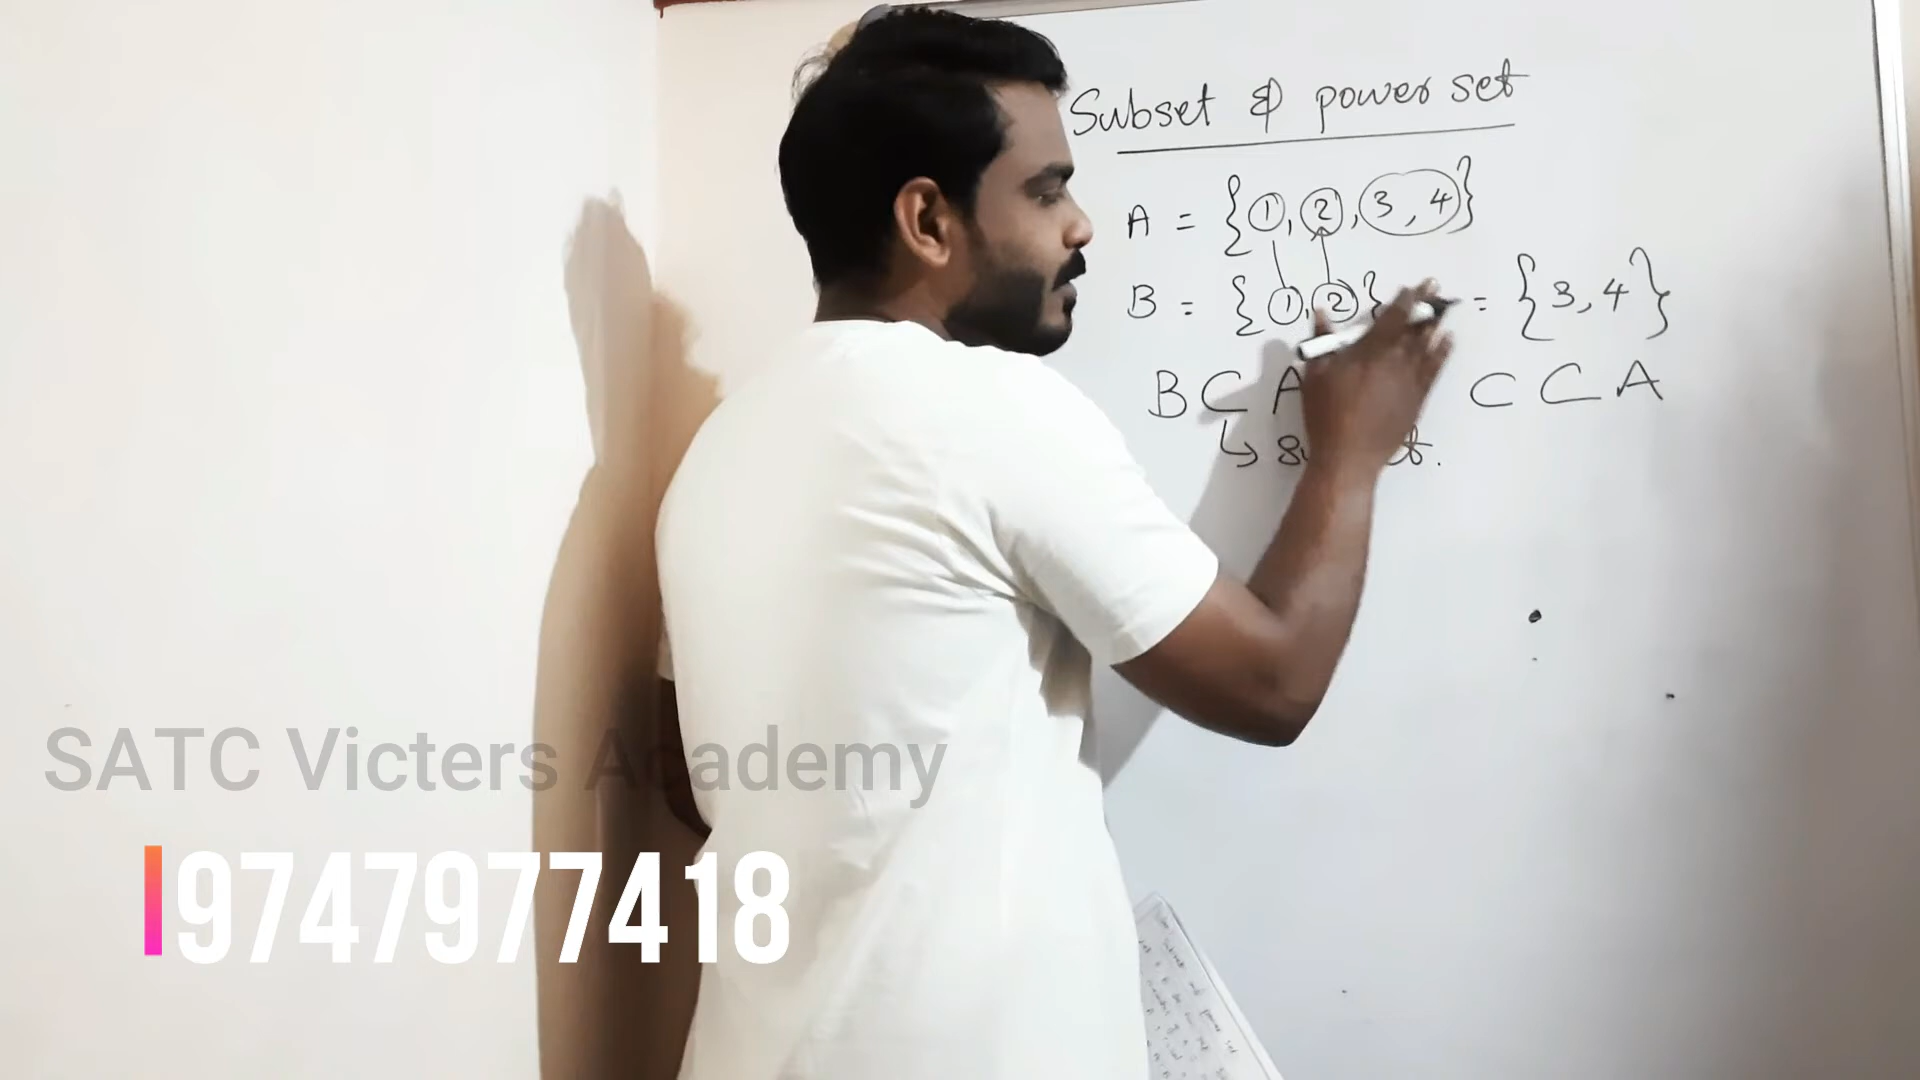 Subset & power set
A = {1, 2, 3, 4}
B = {1, 2} = {3, 4}
B ⊂ A C ⊂ A
↳
SATC Victers Academy
9747977418